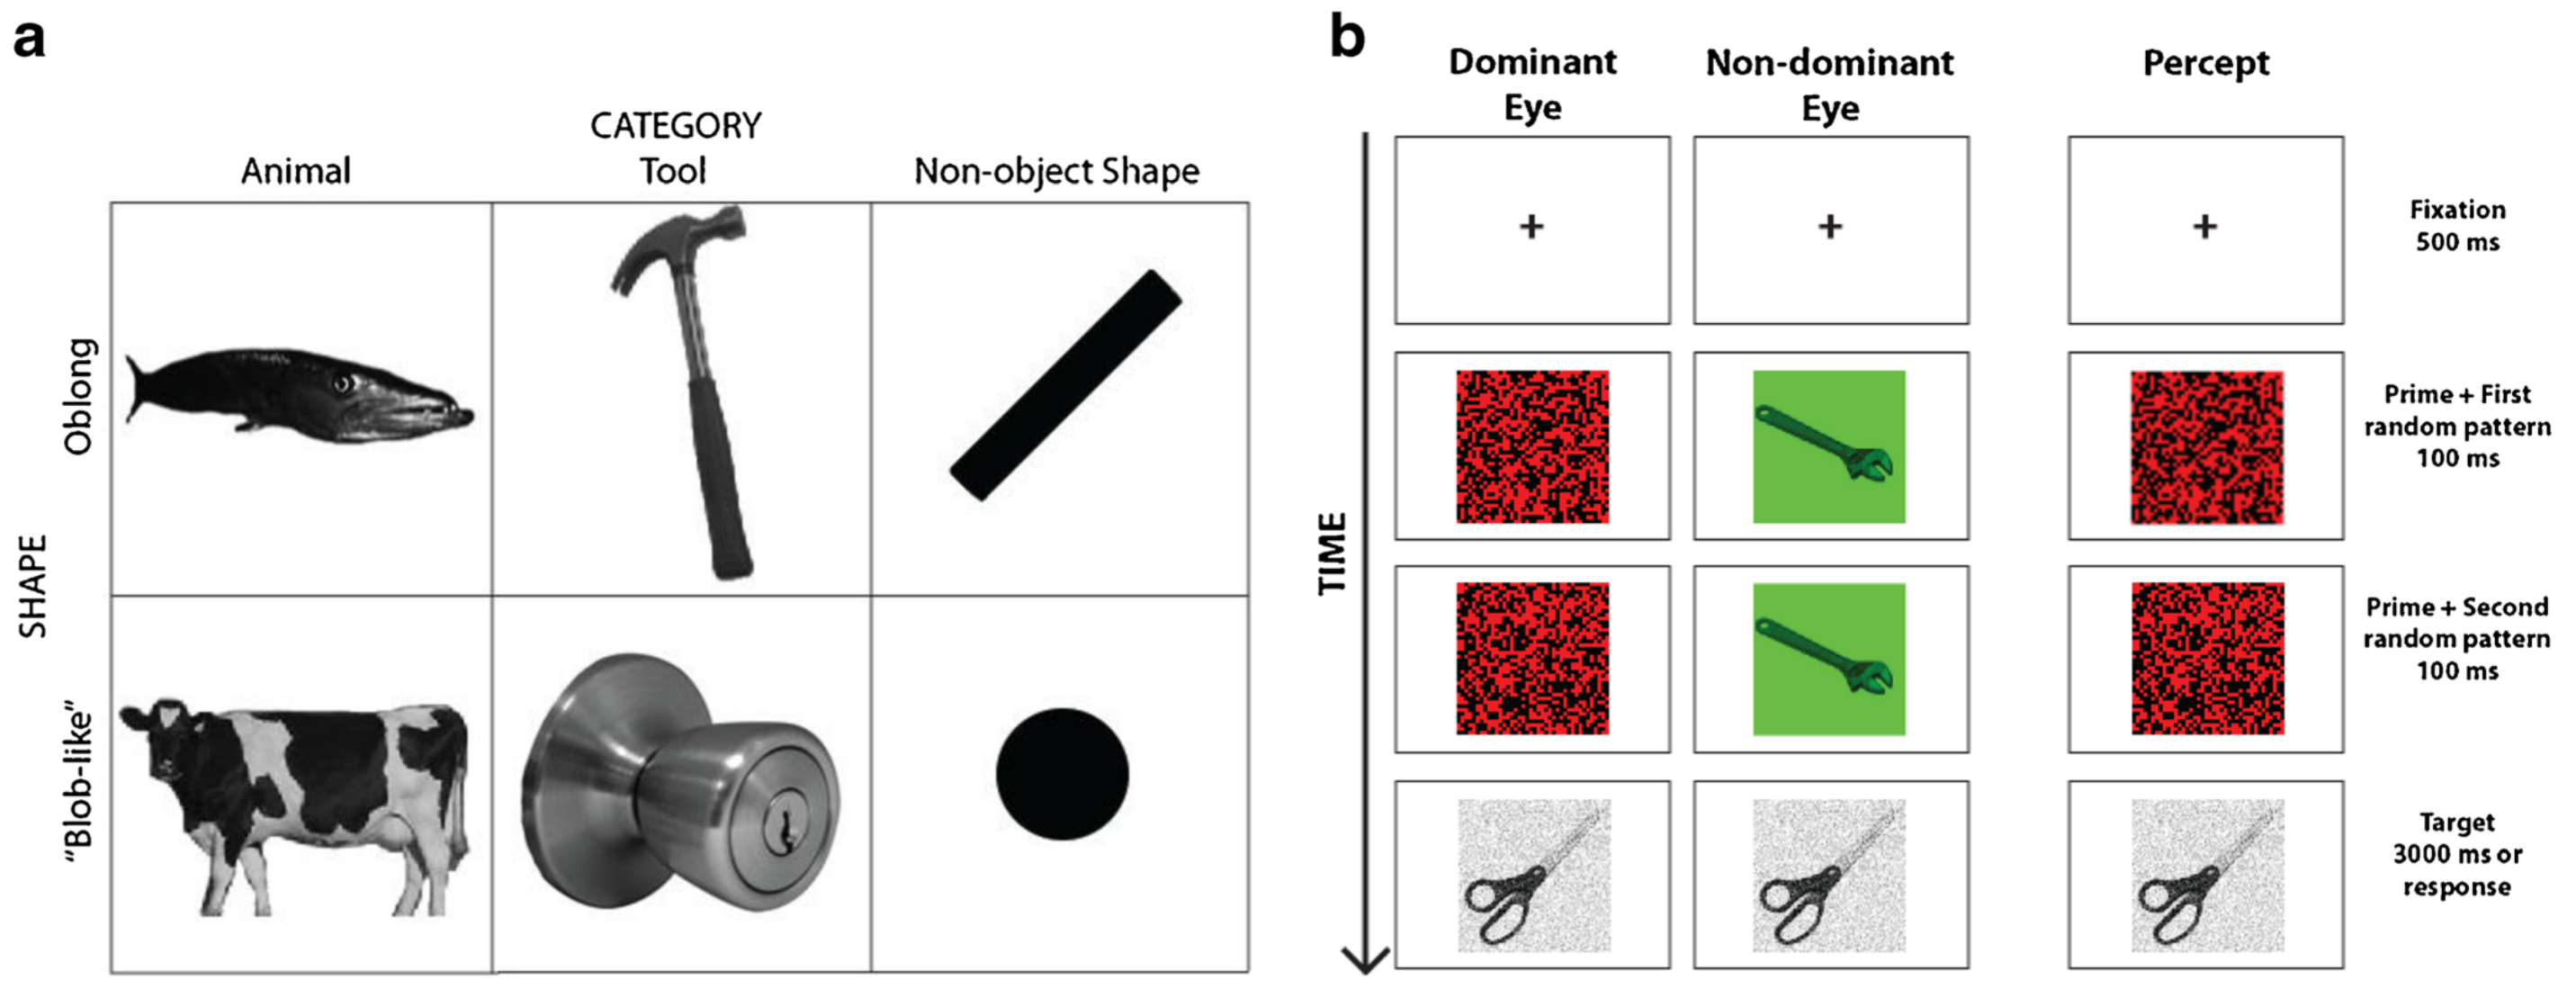 a
CATEGORY
Animal
Tool
Non-object Shape
SHAPE
Oblong
“Blob-like”
b
Dominant
Eye
Non-dominant
Eye
Percept
TIME
+
+
+
Fixation
500 ms
Prime + First
random pattern
100 ms
Prime + Second
random pattern
100 ms
Target
3000 ms or
response